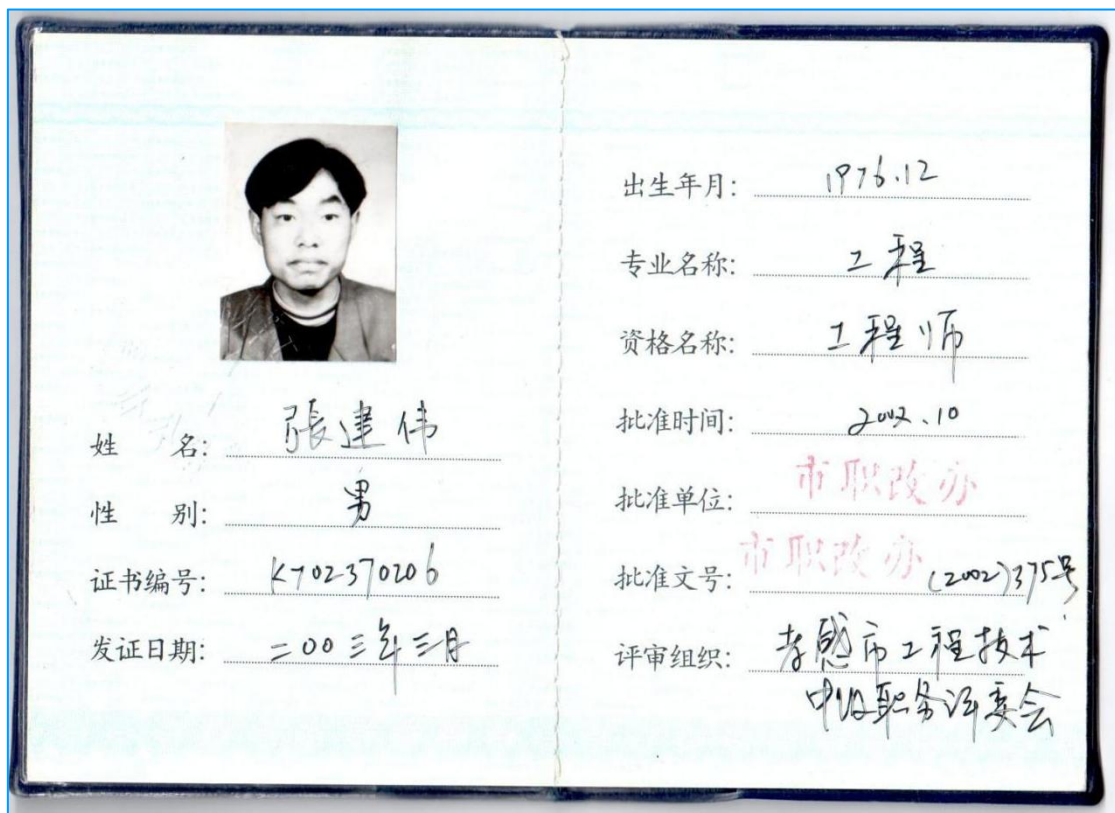 姓 名: 張建伟
性 别: 男
证书编号: K702370206
发证日期: 二00三年三月
出生年月: 1976.12
专业名称: 工程
资格名称: 工程师
批准时间: 2002.10
批准单位: 市职改办
批准文号: 市职改办 (2002)375号
评审组织: 孝感市工程技术
中级职务评委会